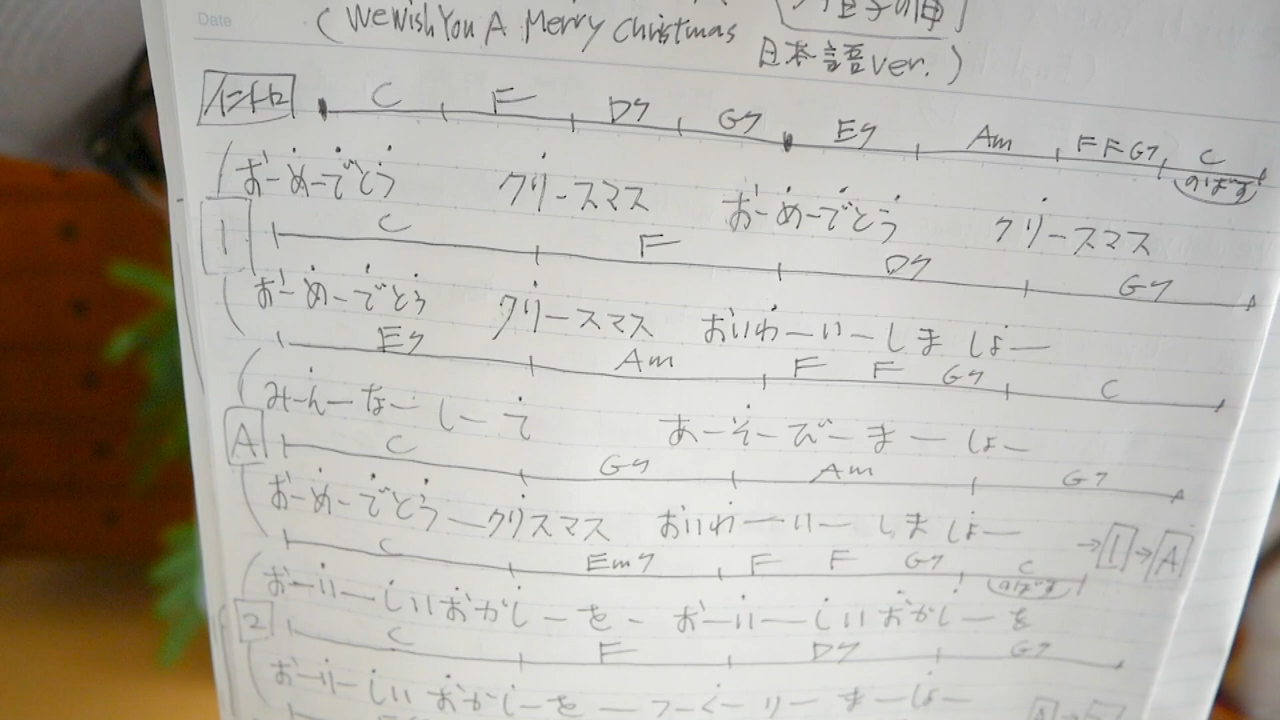 Date
(We Wish You A Merry Christmas
日本語ver.)
イントロ C F D7 G7 E7 Am F F G7 C
のばす
おーめーでとう クリースマス おーめーでとう クリースマス
1 C F D7 G7
おーめーでとう クリースマス おいわーいーしましょー
E7 Am F F G7 C
みーんーなーしーて あーそーびーまーしょー
A C G7 Am G7
おーめーでとうークリスマス おいわーいーしましょー
→1→A
C Em7 F F G7 C
のばす
おーいーしいおかしーをー おーいーしいおかしーを
2 C F D7 G7
おーいーしいおかしーをーつーくーりーまーしょー